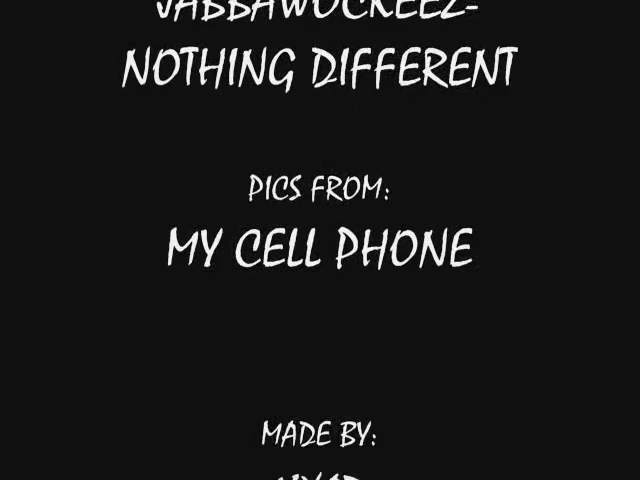 JABBAWOCKEEZ-
NOTHING DIFFERENT
PICS FROM:
MY CELL PHONE
MADE BY: